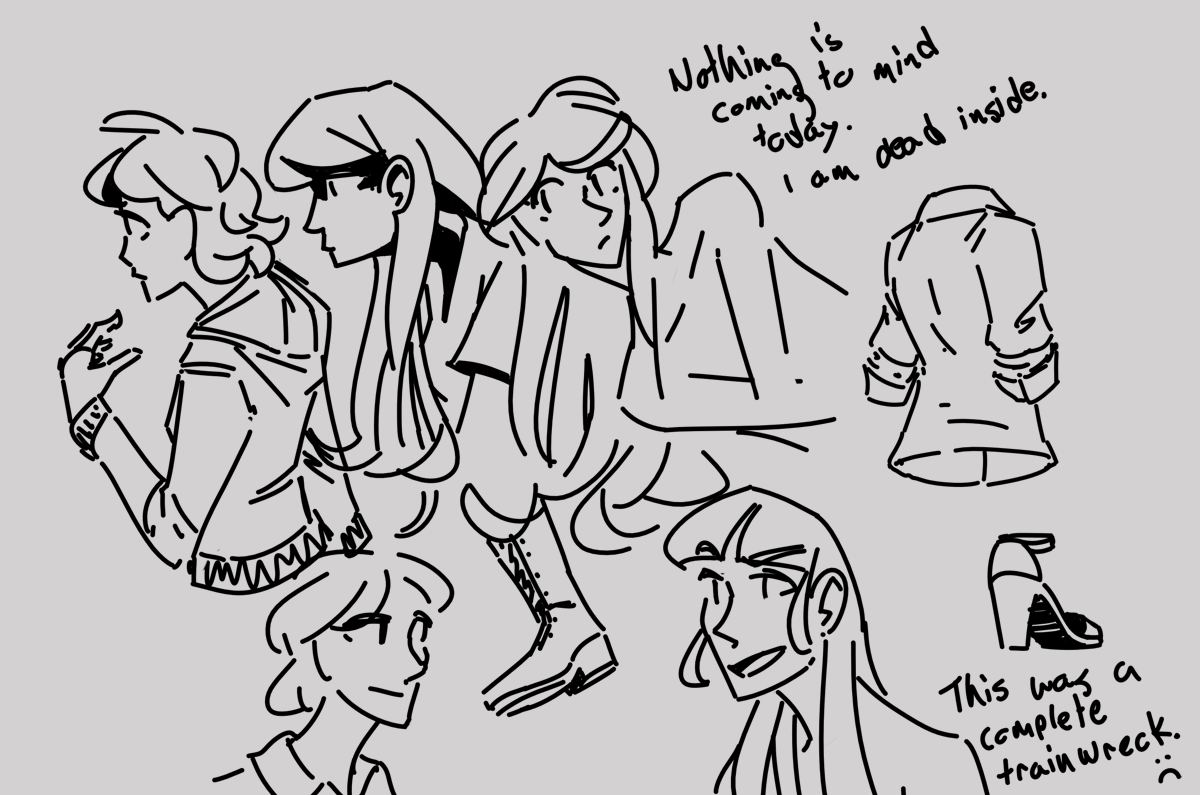 Nothing is
coming to mind
today.
I am dead inside.
This was a
complete
trainwreck.
:(